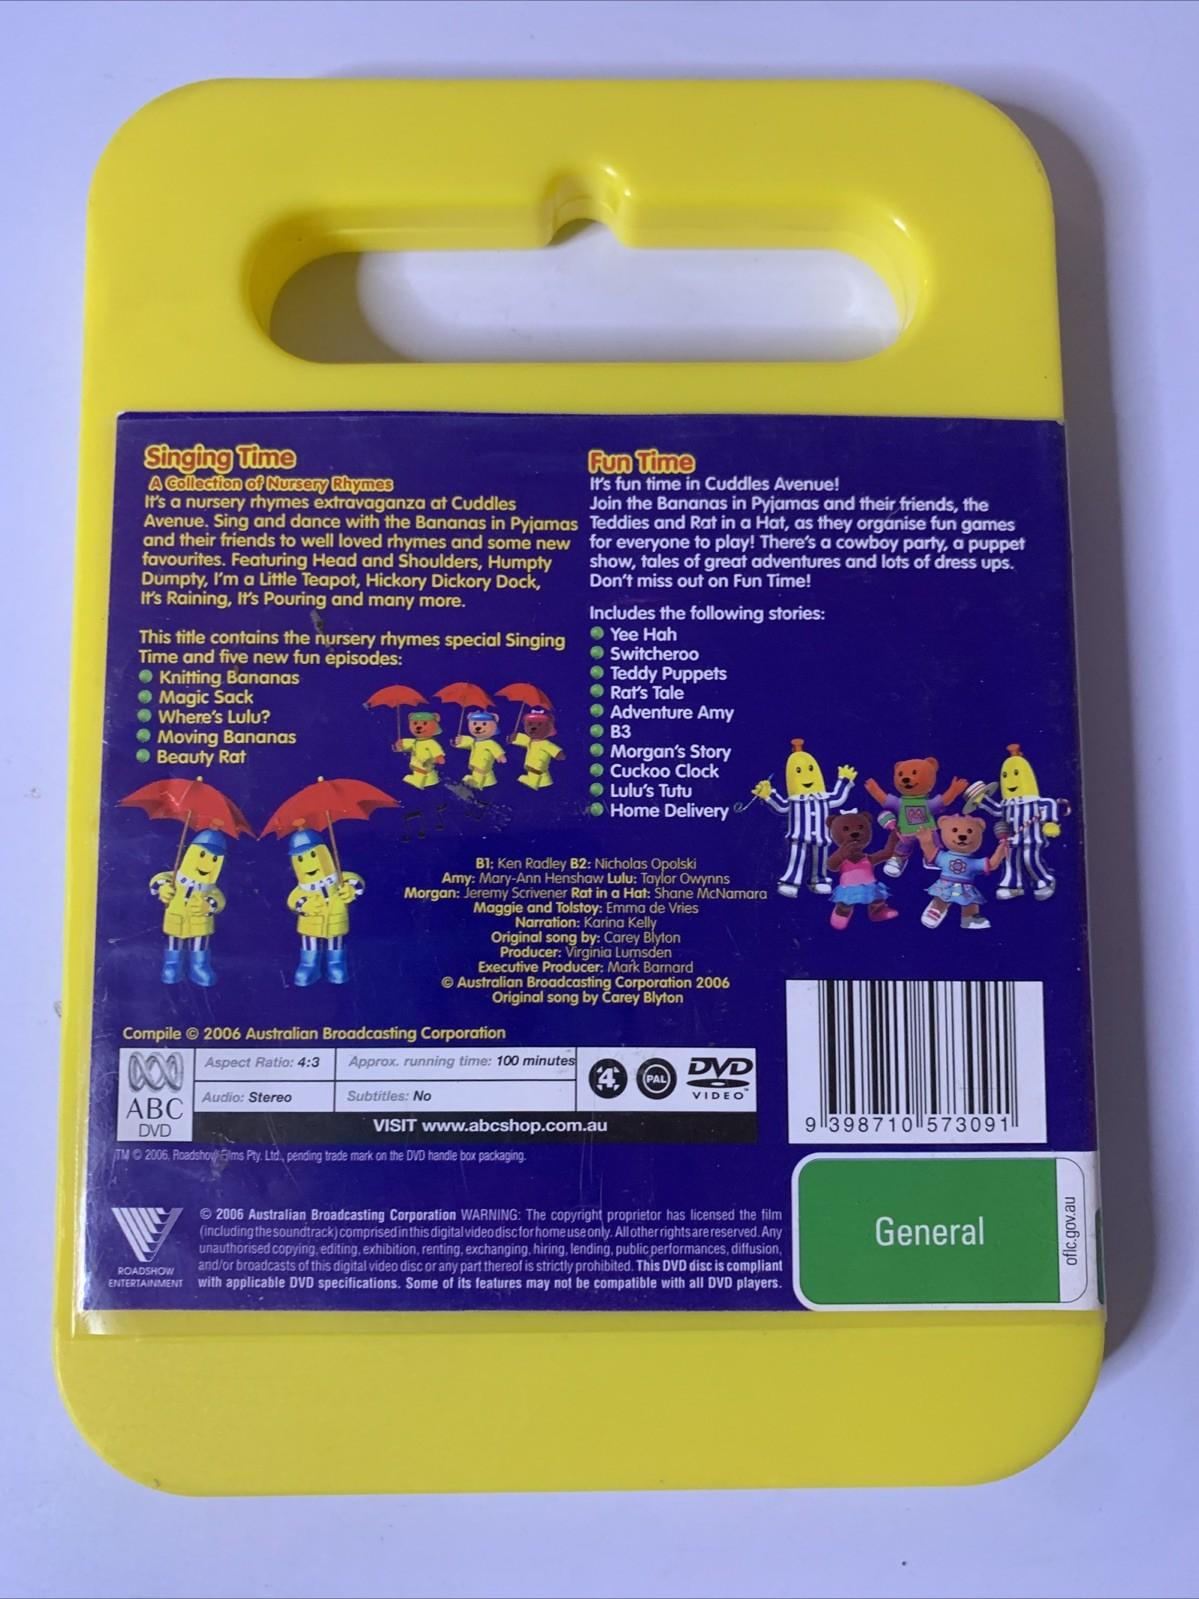 Singing Time
A Collection of Nursery Rhymes
It's a nursery rhymes extravaganza at Cuddles
Avenue. Sing and dance with the Bananas in Pyjamas
and their friends to well loved rhymes and some new
favourites. Featuring Head and Shoulders, Humpty
Dumpty, I'm a Little Teapot, Hickory Dickory Dock,
It's Raining, It's Pouring and many more.
This title contains the nursery rhymes special Singing
Time and five new fun episodes:
Knitting Bananas
Magic Sack
Where's Lulu?
Moving Bananas
Beauty Rat
Fun Time
It's fun time in Cuddles Avenue!
Join the Bananas in Pyjamas and their friends, the
Teddies and Rat in a Hat, as they organise fun games
for everyone to play! There's a cowboy party, a puppet
show, tales of great adventures and lots of dress ups.
Don't miss out on Fun Time!
Includes the following stories:
Yee Hah
Switcheroo
Teddy Puppets
Rat's Tale
Adventure Amy
B3
Morgan's Story
Cuckoo Clock
Lulu's Tutu
Home Delivery
B1: Ken Radley B2: Nicholas Opolski
Amy: Mary-Ann Henshaw Lulu: Taylor Owynns
Morgan: Jeremy Scrivener Rat in a Hat: Shane McNamara
Maggie and Tolstoy: Emma de Vries
Narration: Karina Kelly
Original song by: Carey Blyton
Producer: Virginia Lumsden
Executive Producer: Mark Barnard
© Australian Broadcasting Corporation 2006
Original song by Carey Blyton
Compile © 2006 Australian Broadcasting Corporation
ABC
DVD
Aspect Ratio: 4:3
Approx. running time: 100 minutes
Audio: Stereo
Subtitles: No
4
PAL
DVD
VIDEO™
VISIT www.abcshop.com.au
TM © 2006, Roadshow Films Pty. Ltd., pending trade mark on the DVD handle box packaging.
9 398710 573091
ROADSHOW
ENTERTAINMENT
© 2006 Australian Broadcasting Corporation WARNING: The copyright proprietor has licensed the film
(including the soundtrack) comprised in this digital video disc for home use only. All other rights are reserved. Any
unauthorised copying, editing, exhibition, renting, exchanging, hiring, lending, public performances, diffusion,
and/or broadcasts of this digital video disc or any part thereof is strictly prohibited. This DVD disc is compliant
with applicable DVD specifications. Some of its features may not be compatible with all DVD players.
General
oflc.gov.au